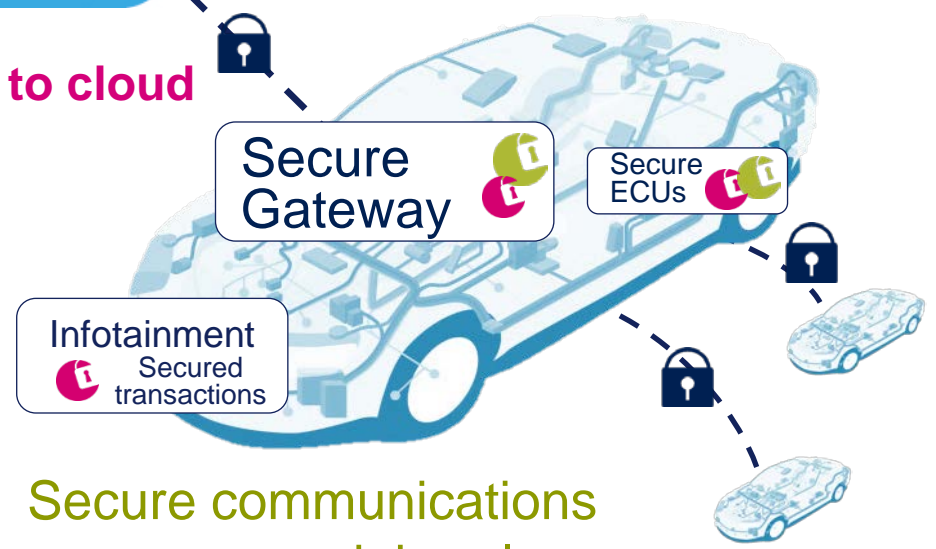 to cloud
Secure
Gateway
Secure
ECUs
Infotainment
Secured
transactions
Secure communications